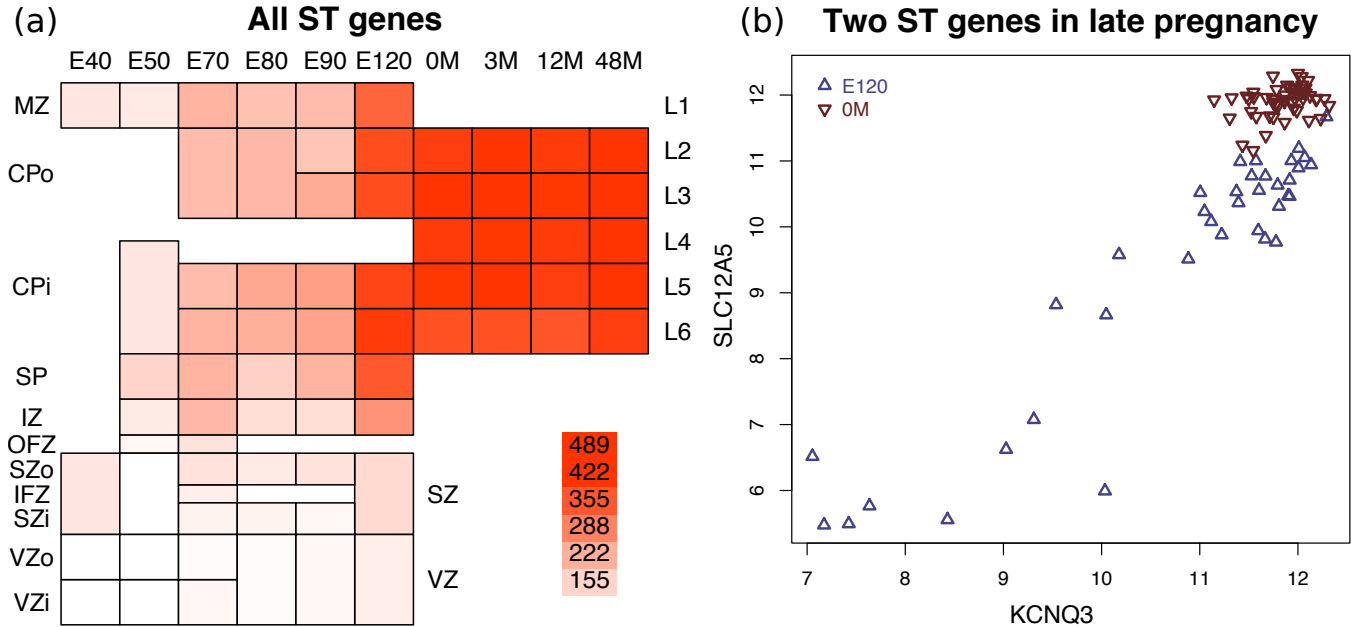 (a) All ST genes
E40 E50 E70 E80 E90 E120 0M 3M 12M 48M
MZ L1
L2
CPo
L3
L4
CPi L5
L6
SP
IZ
OFZ
SZo
IFZ SZ
SZi
VZo
VZ
VZi
489
422
355
288
222
155
(b) Two ST genes in late pregnancy
E120
0M
SLC12A5
12
11
10
9
8
7
6
7 8 9 10 11 12
KCNQ3